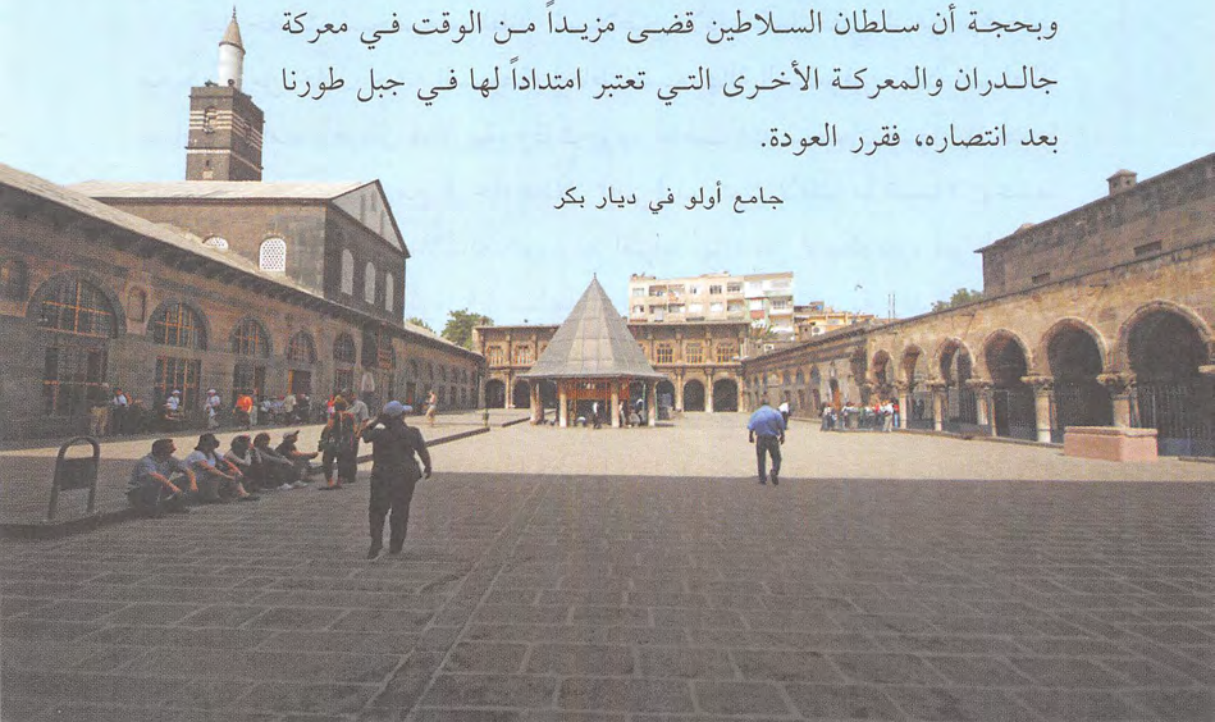 وبحجة أن سلطان السلاطين قضى مزيداً من الوقت في معركة
جالدران والمعركة الأخرى التي تعتبر امتداداً لها في جبل طورنا
بعد انتصاره، فقرر العودة.
جامع أولو في ديار بكر